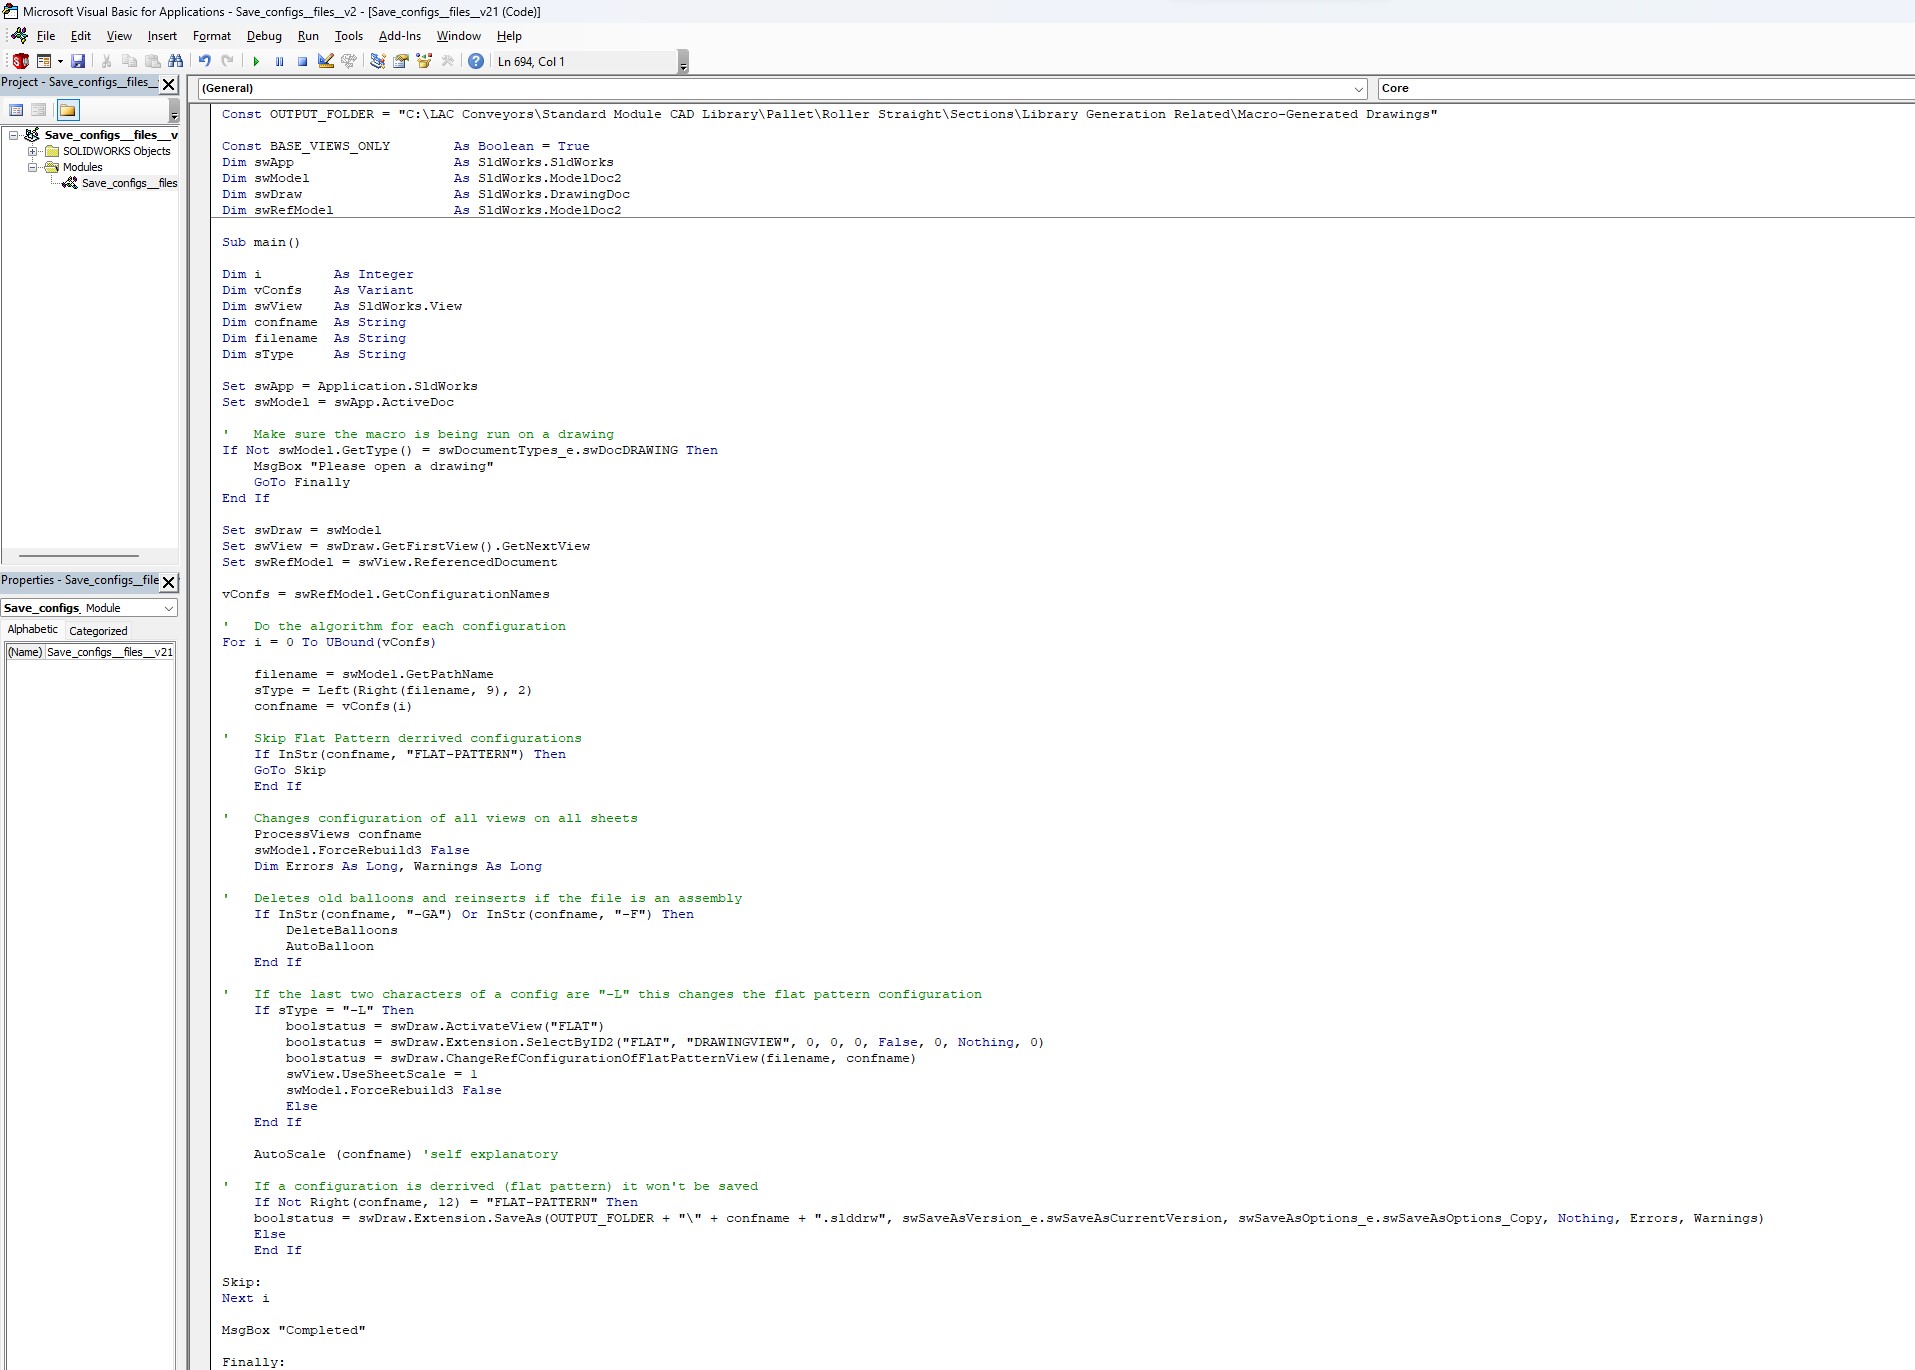 Microsoft Visual Basic for Applications - Save_configs__files__v2 - [Save_configs__files__v21 (Code)]
File Edit View Insert Format Debug Run Tools Add-Ins Window Help
Ln 694, Col 1
Project - Save_configs__files_
Save_configs__files__v
SOLIDWORKS Objects
Modules
Save_configs__files
Properties - Save_configs__file
Save_configs_ Module
Alphabetic Categorized
(Name) Save_configs__files__v21
(General) Core
Const OUTPUT_FOLDER = "C:\LAC Conveyors\Standard Module CAD Library\Pallet\Roller Straight\Sections\Library Generation Related\Macro-Generated Drawings"
Const BASE_VIEWS_ONLY As Boolean = True
Dim swApp As SldWorks.SldWorks
Dim swModel As SldWorks.ModelDoc2
Dim swDraw As SldWorks.DrawingDoc
Dim swRefModel As SldWorks.ModelDoc2
Sub main()
Dim i As Integer
Dim vConfs As Variant
Dim swView As SldWorks.View
Dim confname As String
Dim filename As String
Dim sType As String
Set swApp = Application.SldWorks
Set swModel = swApp.ActiveDoc
' Make sure the macro is being run on a drawing
If Not swModel.GetType() = swDocumentTypes_e.swDocDRAWING Then
MsgBox "Please open a drawing"
GoTo Finally
End If
Set swDraw = swModel
Set swView = swDraw.GetFirstView().GetNextView
Set swRefModel = swView.ReferencedDocument
vConfs = swRefModel.GetConfigurationNames
' Do the algorithm for each configuration
For i = 0 To UBound(vConfs)
filename = swModel.GetPathName
sType = Left(Right(filename, 9), 2)
confname = vConfs(i)
' Skip Flat Pattern derrived configurations
If InStr(confname, "FLAT-PATTERN") Then
GoTo Skip
End If
' Changes configuration of all views on all sheets
ProcessViews confname
swModel.ForceRebuild3 False
Dim Errors As Long, Warnings As Long
' Deletes old balloons and reinserts if the file is an assembly
If InStr(confname, "-GA") Or InStr(confname, "-F") Then
DeleteBalloons
AutoBalloon
End If
' If the last two characters of a config are "-L" this changes the flat pattern configuration
If sType = "-L" Then
boolstatus = swDraw.ActivateView("FLAT")
boolstatus = swDraw.Extension.SelectByID2("FLAT", "DRAWINGVIEW", 0, 0, 0, False, 0, Nothing, 0)
boolstatus = swDraw.ChangeRefConfigurationOfFlatPatternView(filename, confname)
swView.UseSheetScale = 1
swModel.ForceRebuild3 False
Else
End If
AutoScale (confname) 'self explanatory
' If a configuration is derrived (flat pattern) it won't be saved
If Not Right(confname, 12) = "FLAT-PATTERN" Then
boolstatus = swDraw.Extension.SaveAs(OUTPUT_FOLDER + "\" + confname + ".slddrw", swSaveAsVersion_e.swSaveAsCurrentVersion, swSaveAsOptions_e.swSaveAsOptions_Copy, Nothing, Errors, Warnings)
Else
End If
Skip:
Next i
MsgBox "Completed"
Finally: